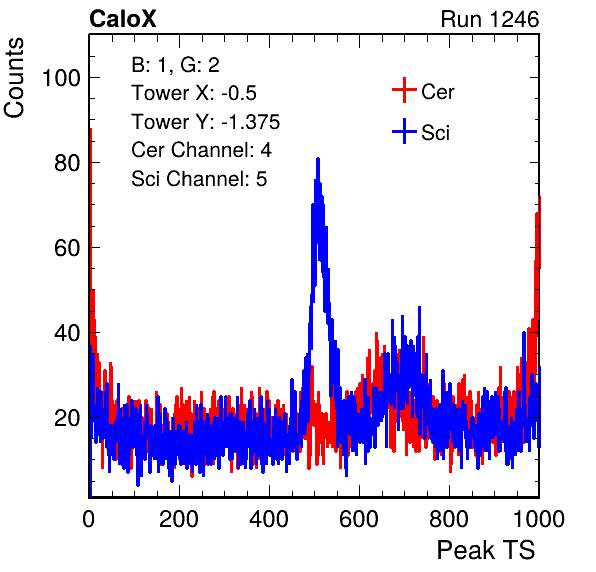 CaloX Run 1246
Counts
B: 1, G: 2
Tower X: -0.5
Tower Y: -1.375
Cer Channel: 4
Sci Channel: 5
Cer
Sci
100
80
60
40
20
0 200 400 600 800 1000
Peak TS